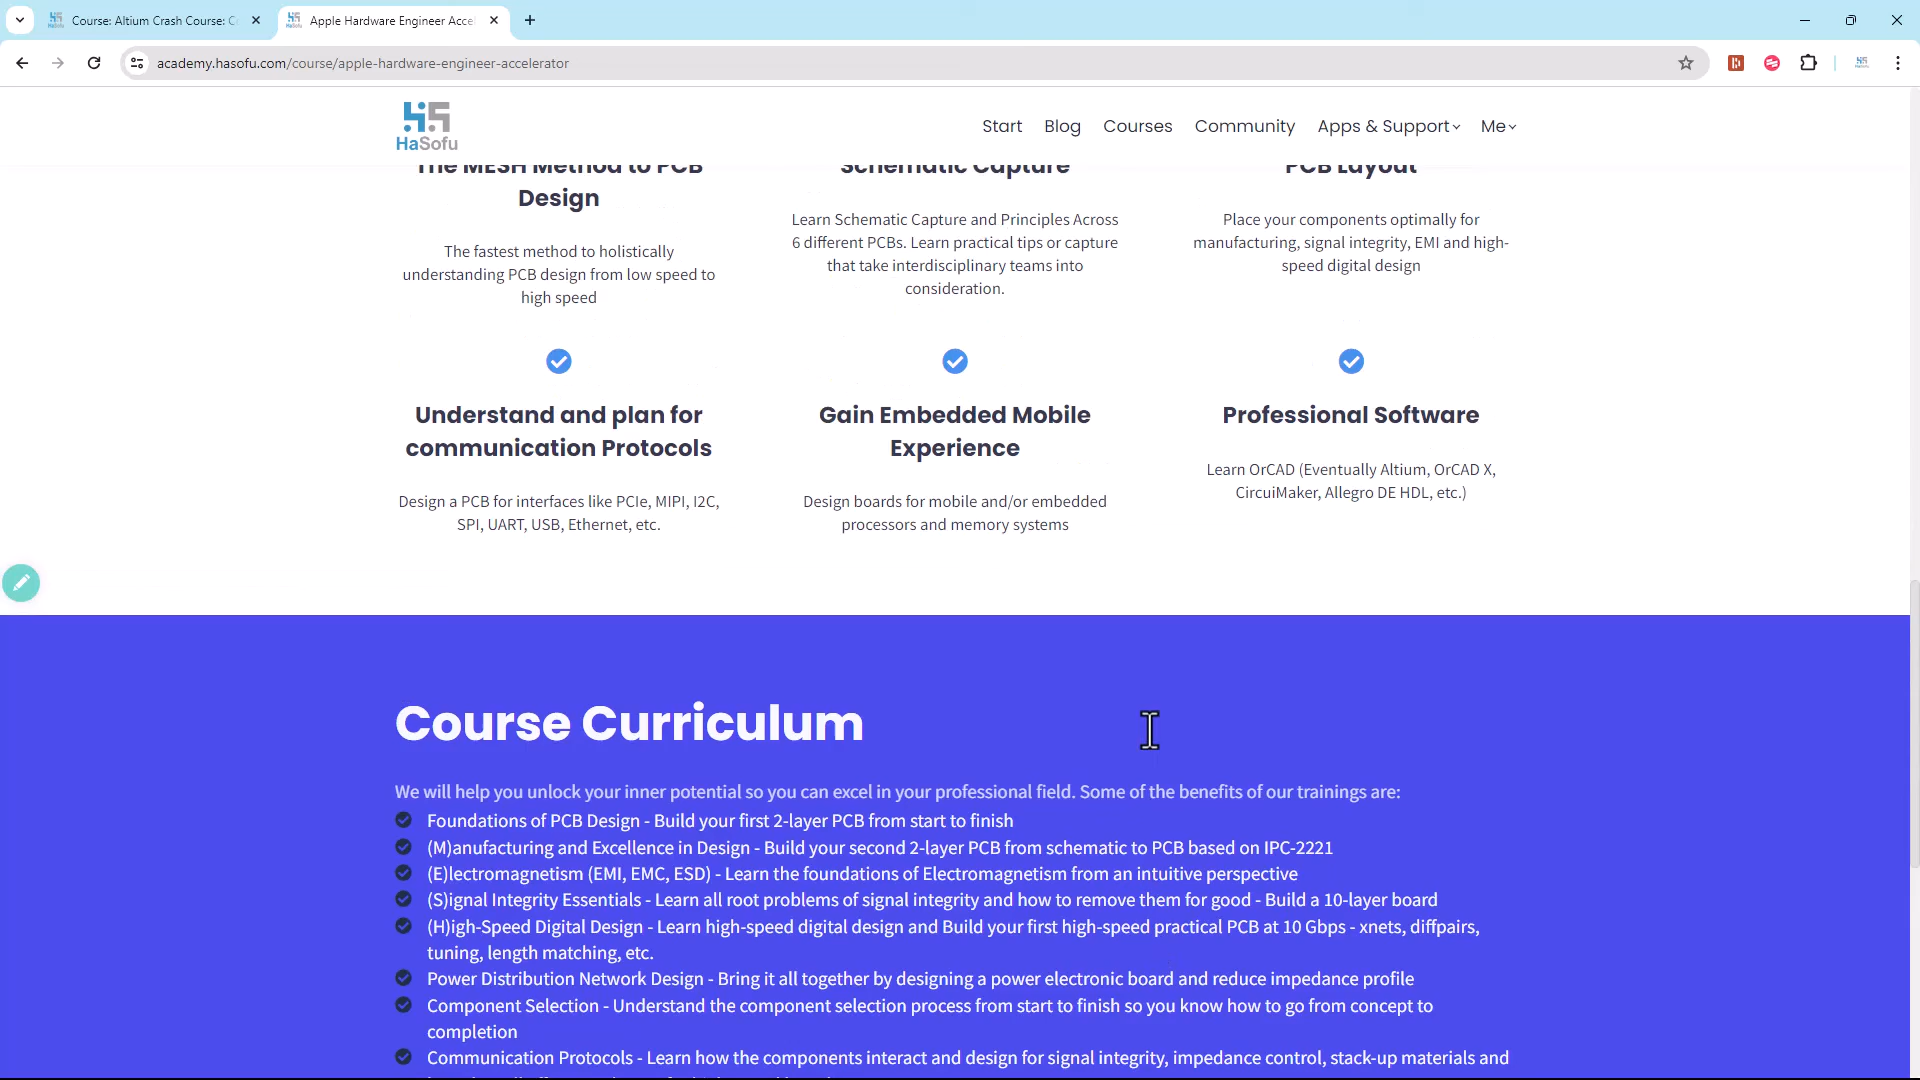 Course: Altium Crash Course: C
Apple Hardware Engineer Acce
academy.hasofu.com/course/apple-hardware-engineer-accelerator
HaSofu
Start Blog Courses Community Apps & Support Me
The MESH Method to PCB
Design
The fastest method to holistically
understanding PCB design from low speed to
high speed
Schematic Capture
Learn Schematic Capture and Principles Across
6 different PCBs. Learn practical tips or capture
that take interdisciplinary teams into
consideration.
PCB Layout
Place your components optimally for
manufacturing, signal integrity, EMI and high-
speed digital design
Understand and plan for
communication Protocols
Design a PCB for interfaces like PCIe, MIPI, I2C,
SPI, UART, USB, Ethernet, etc.
Gain Embedded Mobile
Experience
Design boards for mobile and/or embedded
processors and memory systems
Professional Software
Learn OrCAD (Eventually Altium, OrCAD X,
CircuiMaker, Allegro DE HDL, etc.)
Course Curriculum
We will help you unlock your inner potential so you can excel in your professional field. Some of the benefits of our trainings are:
Foundations of PCB Design - Build your first 2-layer PCB from start to finish
(M)anufacturing and Excellence in Design - Build your second 2-layer PCB from schematic to PCB based on IPC-2221
(E)lectromagnetism (EMI, EMC, ESD) - Learn the foundations of Electromagnetism from an intuitive perspective
(S)ignal Integrity Essentials - Learn all root problems of signal integrity and how to remove them for good - Build a 10-layer board
(H)igh-Speed Digital Design - Learn high-speed digital design and Build your first high-speed practical PCB at 10 Gbps - xnets, diffpairs,
tuning, length matching, etc.
Power Distribution Network Design - Bring it all together by designing a power electronic board and reduce impedance profile
Component Selection - Understand the component selection process from start to finish so you know how to go from concept to
completion
Communication Protocols - Learn how the components interact and design for signal integrity, impedance control, stack-up materials and